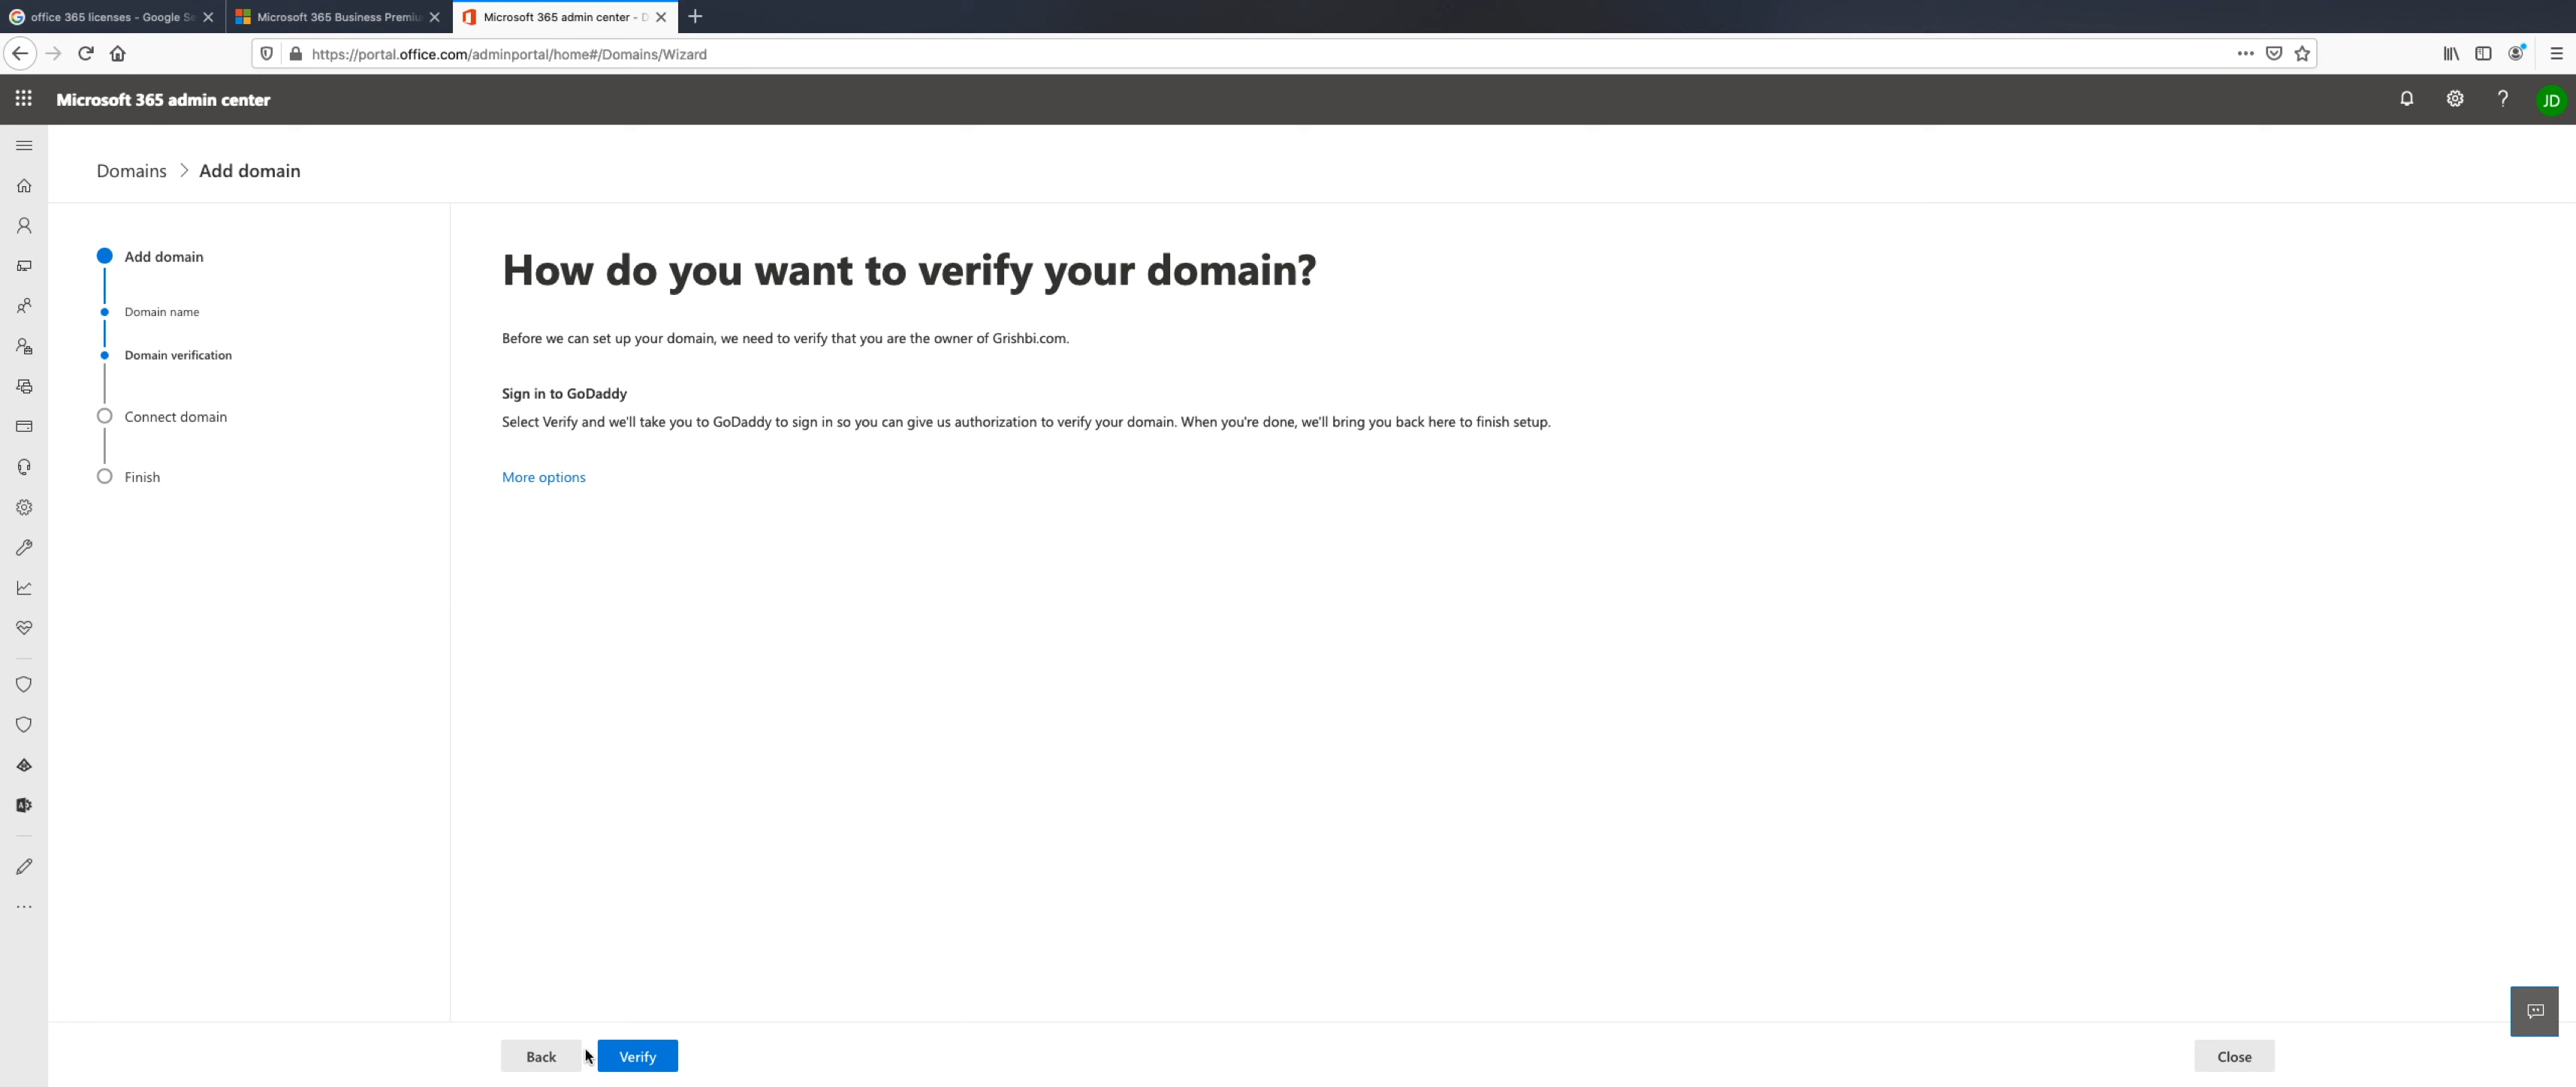 office 365 licenses - Google Se
Microsoft 365 Business Premiu
Microsoft 365 admin center - D
https://portal.office.com/adminportal/home#/Domains/Wizard
Microsoft 365 admin center
JD
Domains > Add domain
Add domain
Domain name
Domain verification
Connect domain
Finish
How do you want to verify your domain?
Before we can set up your domain, we need to verify that you are the owner of Grishbi.com.
Sign in to GoDaddy
Select Verify and we'll take you to GoDaddy to sign in so you can give us authorization to verify your domain. When you're done, we'll bring you back here to finish setup.
More options
Back
Verify
Close